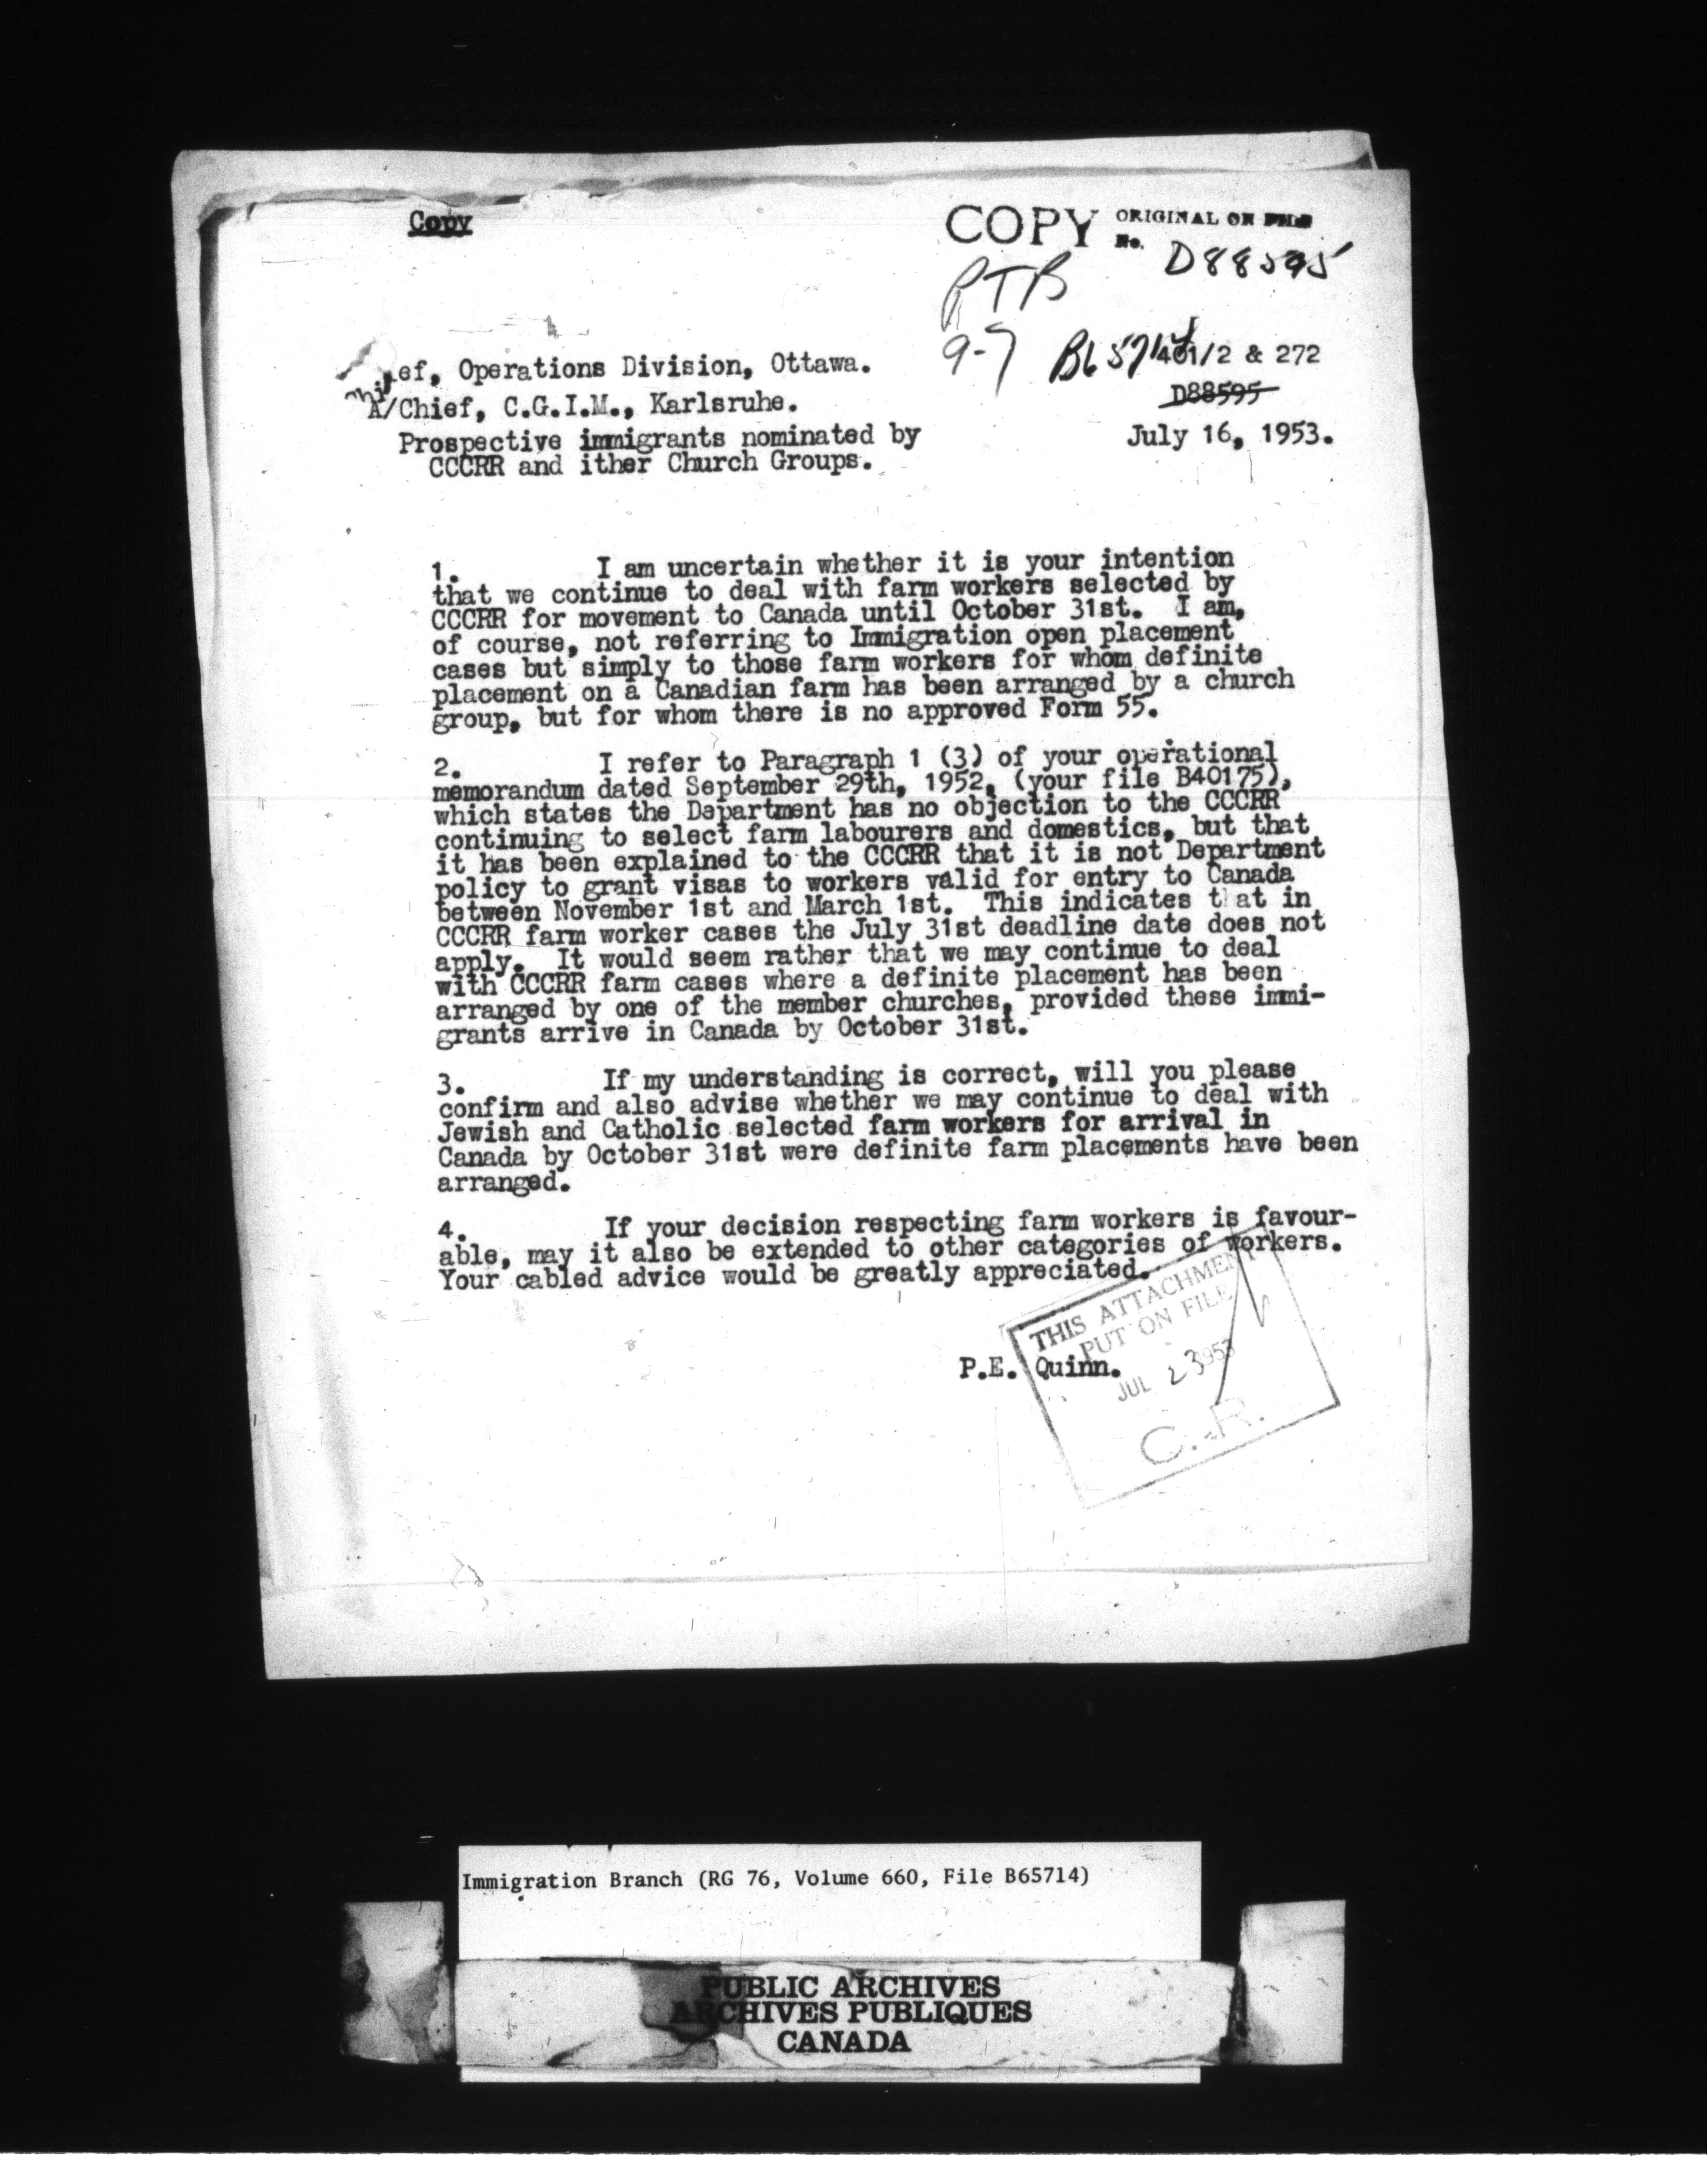 Copy
COPY ORIGINAL ON FILE
No. D88595
PTB
9-9 B65714 401/2 & 272
Chief, Operations Division, Ottawa.
D88595
A/Chief, C.G.I.M., Karlsruhe.
Prospective immigrants nominated by July 16, 1953.
CCCRR and ither Church Groups.
1. I am uncertain whether it is your intention
that we continue to deal with farm workers selected by
CCCRR for movement to Canada until October 31st. I am,
of course, not referring to Immigration open placement
cases but simply to those farm workers for whom definite
placement on a Canadian farm has been arranged by a church
group, but for whom there is no approved Form 55.
2. I refer to Paragraph 1 (3) of your operational
memorandum dated September 29th, 1952, (your file B40175),
which states the Department has no objection to the CCCRR
continuing to select farm labourers and domestics, but that
it has been explained to the CCCRR that it is not Department
policy to grant visas to workers valid for entry to Canada
between November 1st and March 1st. This indicates that in
CCCRR farm worker cases the July 31st deadline date does not
apply. It would seem rather that we may continue to deal
with CCCRR farm cases where a definite placement has been
arranged by one of the member churches, provided these immi-
grants arrive in Canada by October 31st.
3. If my understanding is correct, will you please
confirm and also advise whether we may continue to deal with
Jewish and Catholic selected farm workers for arrival in
Canada by October 31st were definite farm placements have been
arranged.
4. If your decision respecting farm workers is favour-
able, may it also be extended to other categories of workers.
Your cabled advice would be greatly appreciated.
P.E. Quinn.
THIS ATTACHMENT
PUT ON FILE
JUL 23 1953
C.R.
Immigration Branch (RG 76, Volume 660, File B65714)
PUBLIC ARCHIVES
ARCHIVES PUBLIQUES
CANADA